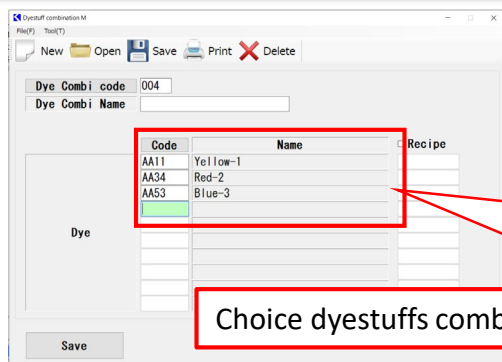 Dyestuff combination M
File(F) Tool(T)
New Open Save Print Delete
Dye Combi code 004
Dye Combi Name
Code Name Recipe
AA11 Yellow-1
AA34 Red-2
AA53 Blue-3
Dye
Choice dyestuffs comb
Save